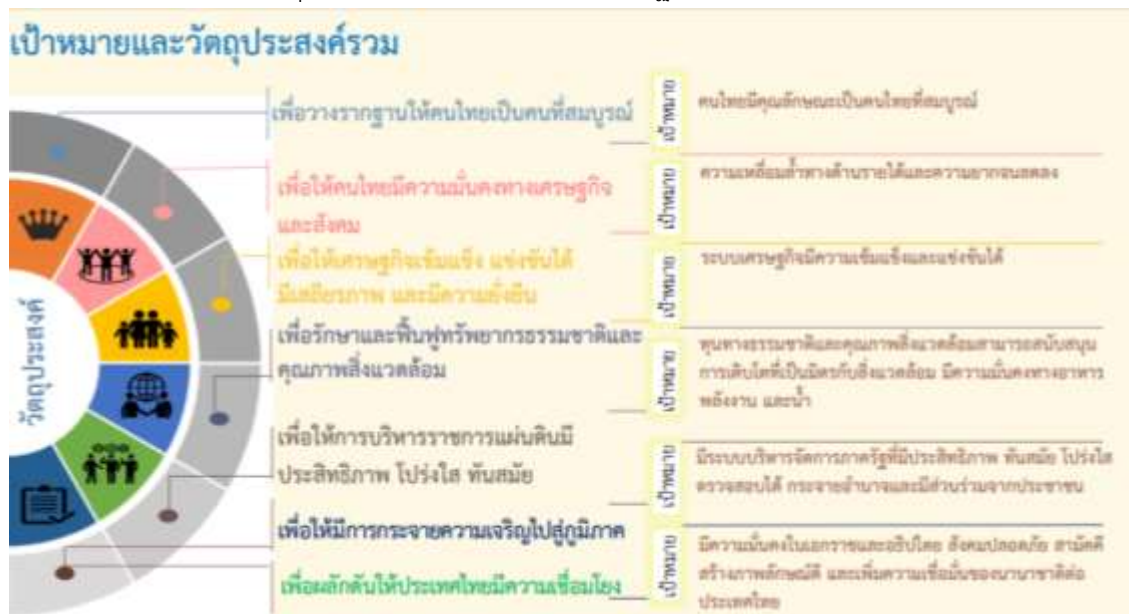 เป้าหมายและวัตถุประสงค์รวม
วัตถุประสงค์
เพื่อวางรากฐานให้คนไทยเป็นคนที่สมบูรณ์
เป้าหมาย
คนไทยมีคุณลักษณะเป็นคนไทยที่สมบูรณ์
เพื่อให้คนไทยมีความมั่นคงทางเศรษฐกิจ
และสังคม
เป้าหมาย
ความเหลื่อมล้ำทางด้านรายได้และความยากจนลดลง
เพื่อให้เศรษฐกิจเข้มแข็ง แข่งขันได้
มีเสถียรภาพ และมีความยั่งยืน
เป้าหมาย
ระบบเศรษฐกิจมีความเข้มแข็งและแข่งขันได้
เพื่อรักษาและฟื้นฟูทรัพยากรธรรมชาติและ
คุณภาพสิ่งแวดล้อม
เป้าหมาย
ทุนทางธรรมชาติและคุณภาพสิ่งแวดล้อมสามารถสนับสนุน
การเติบโตที่เป็นมิตรกับสิ่งแวดล้อม มีความมั่นคงทางอาหาร
พลังงาน และน้ำ
เพื่อให้การบริหารราชการแผ่นดินมี
ประสิทธิภาพ โปร่งใส ทันสมัย
เป้าหมาย
มีระบบบริหารจัดการภาครัฐที่มีประสิทธิภาพ ทันสมัย โปร่งใส
ตรวจสอบได้ กระจายอำนาจและมีส่วนร่วมจากประชาชน
เพื่อให้มีการกระจายความเจริญไปสู่ภูมิภาค
เพื่อผลักดันให้ประเทศไทยมีความเชื่อมโยง
เป้าหมาย
มีความมั่นคงในเอกราชและอธิปไตย สังคมปลอดภัย สามัคคี
สร้างภาพลักษณ์ดี และเพิ่มความเชื่อมั่นของนานาชาติต่อ
ประเทศไทย